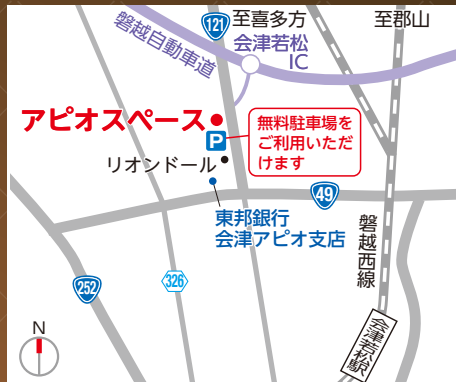 121
至喜多方
至郡山
磐越自動車道
会津若松
IC
アピオスペース
P
無料駐車場を
ご利用いただ
けます
リオンドール
49
東邦銀行
会津アピオ支店
磐越西線
252
326
会津若松駅
N